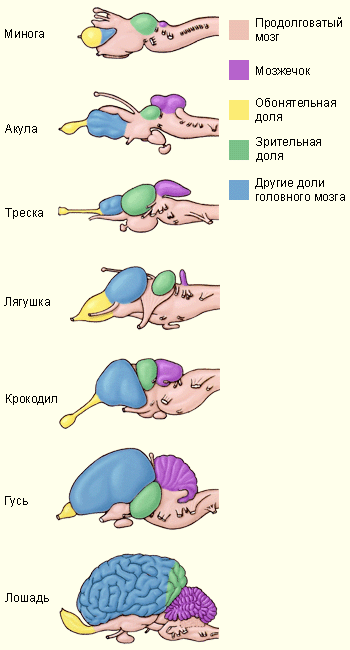 Минога
Акула
Треска
Лягушка
Крокодил
Гусь
Лошадь
Продолговатый
мозг
Мозжечок
Обонятельная
доля
Зрительная
доля
Другие доли
головного мозга